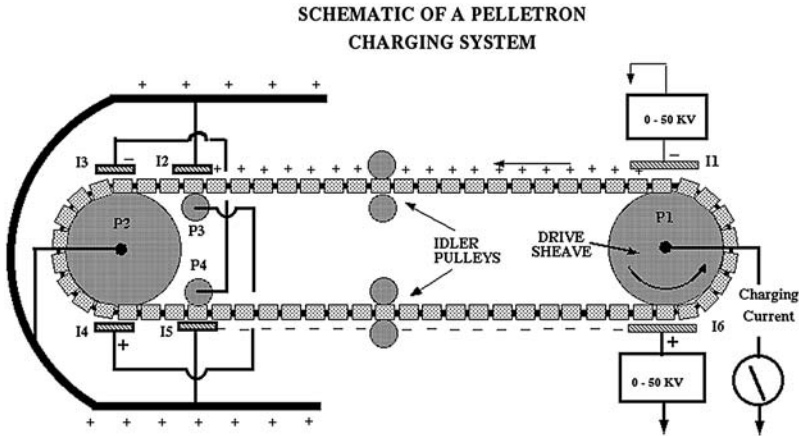 SCHEMATIC OF A PELLETRON
CHARGING SYSTEM
+ + + + + +
0 - 50 KV
I3 - I2 - I1
+ + + + + + + + + + + + + + + + + +
P2 P3 P1
P4
IDLER
PULLEYS
DRIVE
SHEAVE
Charging
Current
I4 + I5 - - - - - - - - - - - - - - - - - + I6
0 - 50 KV
+ + + + + + +